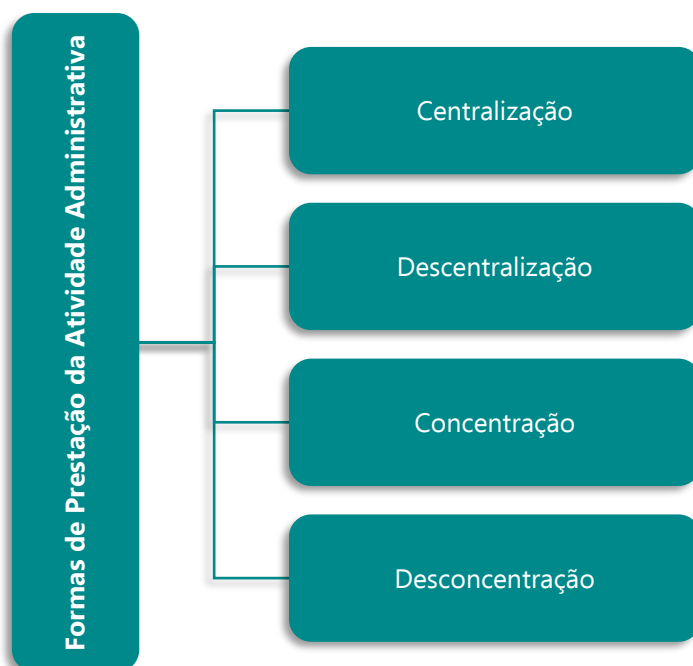 Formas de Prestação da Atividade Administrativa
Centralização
Descentralização
Concentração
Desconcentração